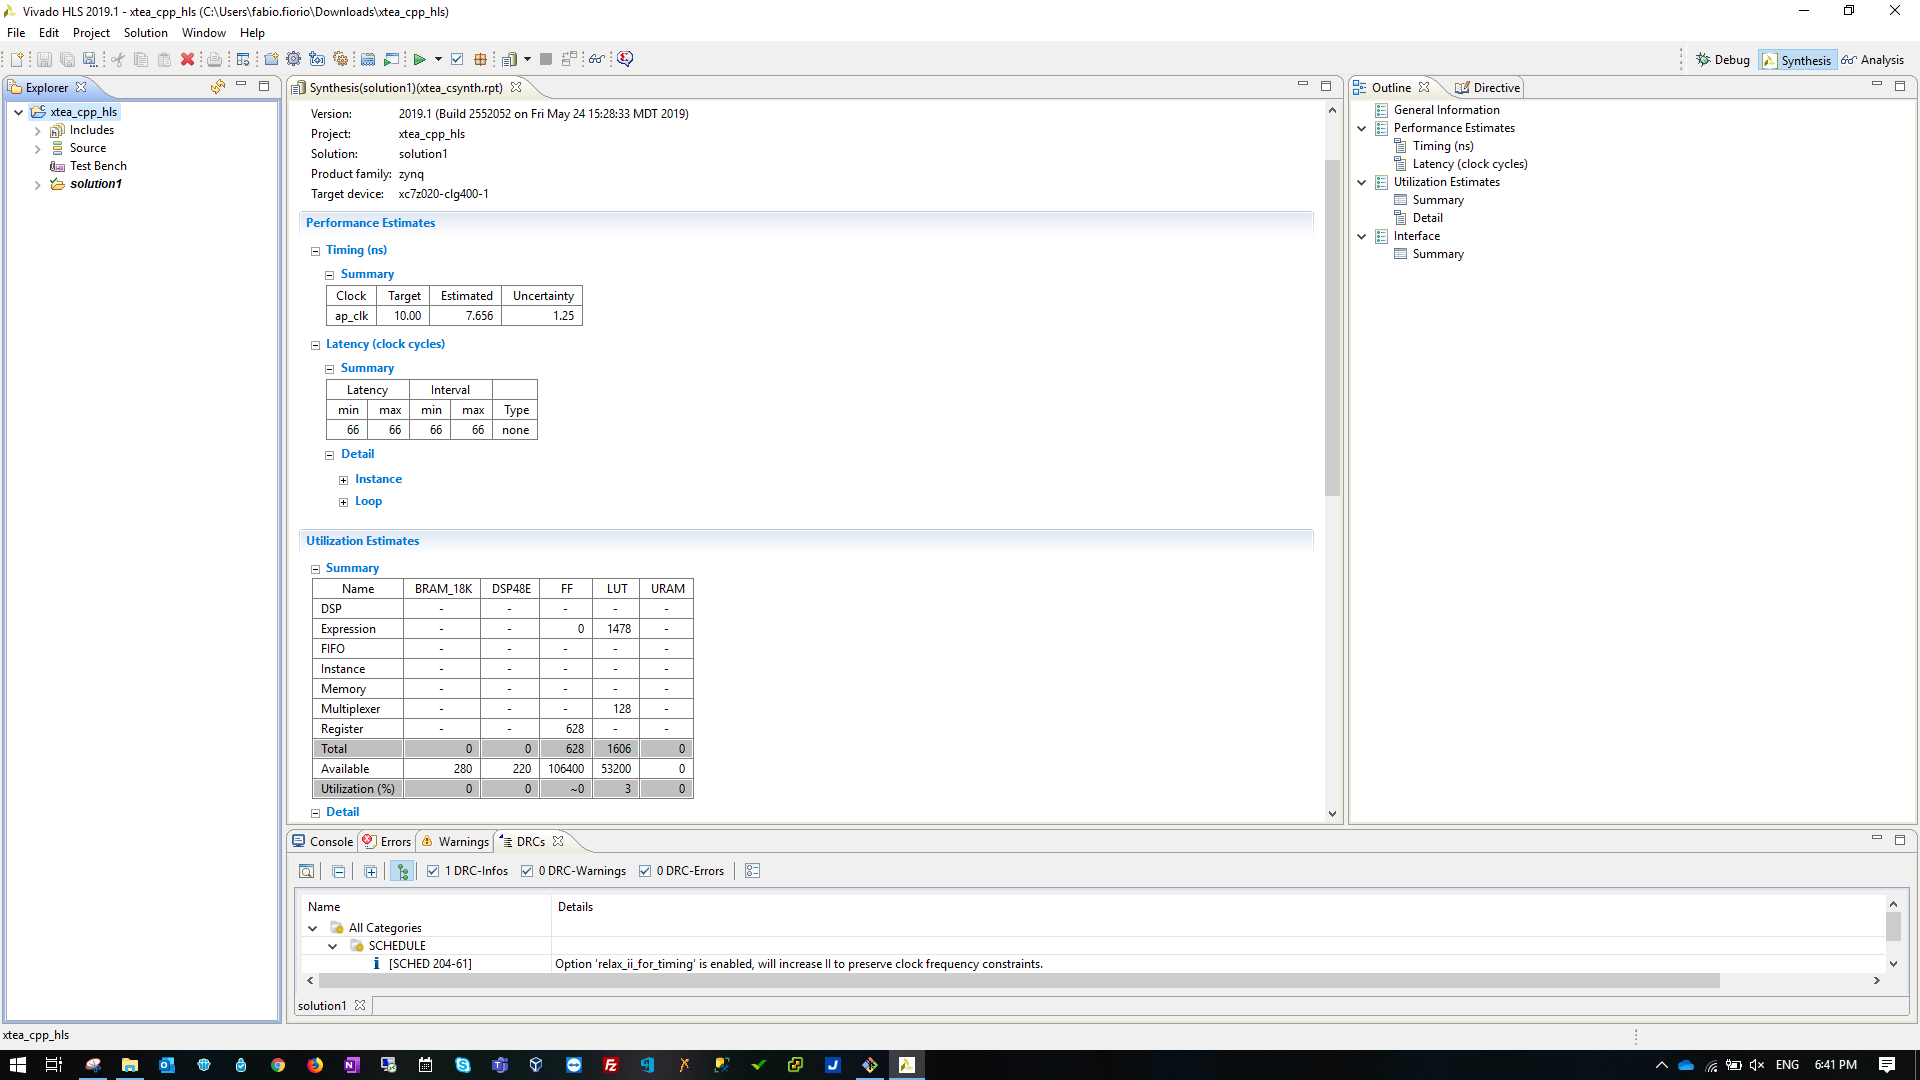 Vivado HLS 2019.1 - xtea_cpp_hls (C:\Users\fabio.fiorio\Downloads\xtea_cpp_hls)
File Edit Project Solution Window Help
Debug Synthesis Analysis
Explorer
xtea_cpp_hls
Includes
Source
Test Bench
solution1
Synthesis(solution1)(xtea_csynth.rpt)
Version: 2019.1 (Build 2552052 on Fri May 24 15:28:33 MDT 2019)
Project: xtea_cpp_hls
Solution: solution1
Product family: zynq
Target device: xc7z020-clg400-1
Performance Estimates
Timing (ns)
Summary
Clock Target Estimated Uncertainty
ap_clk 10.00 7.656 1.25
Latency (clock cycles)
Summary
Latency Interval
min max min max Type
66 66 66 66 none
Detail
Instance
Loop
Utilization Estimates
Summary
Name BRAM_18K DSP48E FF LUT URAM
DSP - - - - -
Expression - - 0 1478 -
FIFO - - - - -
Instance - - - - -
Memory - - - - -
Multiplexer - - - 128 -
Register - - 628 - -
Total 0 0 628 1606 0
Available 280 220 106400 53200 0
Utilization (%) 0 0 ~0 3 0
Detail
Outline Directive
General Information
Performance Estimates
Timing (ns)
Latency (clock cycles)
Utilization Estimates
Summary
Detail
Interface
Summary
Console Errors Warnings DRCs
1 DRC-Infos 0 DRC-Warnings 0 DRC-Errors
Name Details
All Categories
SCHEDULE
[SCHED 204-61] Option 'relax_ii_for_timing' is enabled, will increase II to preserve clock frequency constraints.
solution1
xtea_cpp_hls
ENG 6:41 PM